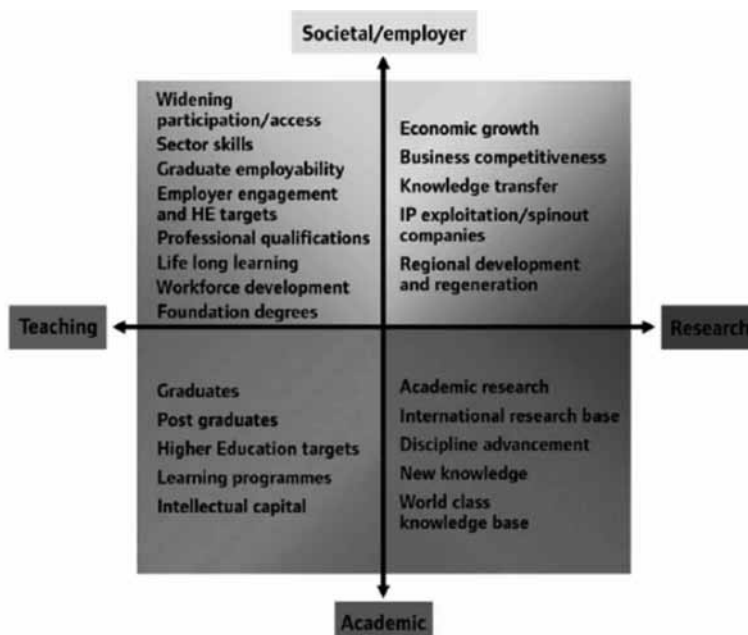 Societal/employer
Widening
participation/access
Sector skills
Graduate employability
Employer engagement
and HE targets
Professional qualifications
Life long learning
Workforce development
Foundation degrees
Economic growth
Business competitiveness
Knowledge transfer
IP exploitation/spinout
companies
Regional development
and regeneration
Teaching
Research
Graduates
Post graduates
Higher Education targets
Learning programmes
Intellectual capital
Academic research
International research base
Discipline advancement
New knowledge
World class
knowledge base
Academic